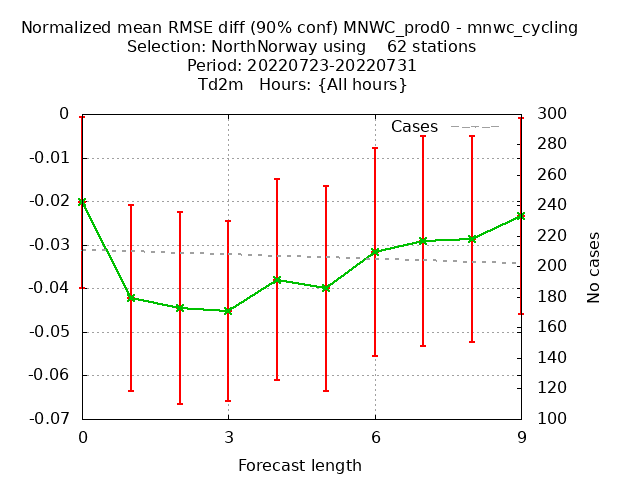 Normalized mean RMSE diff (90% conf) MNWC_prod0 - mnwc_cycling
Selection: NorthNorway using    62 stations
Period: 20220723-20220731
Td2m   Hours: {All hours}
Cases
0
-0.01
-0.02
-0.03
-0.04
-0.05
-0.06
-0.07
300
280
260
240
220
200
180
160
140
120
100
No cases
0 3 6 9
Forecast length